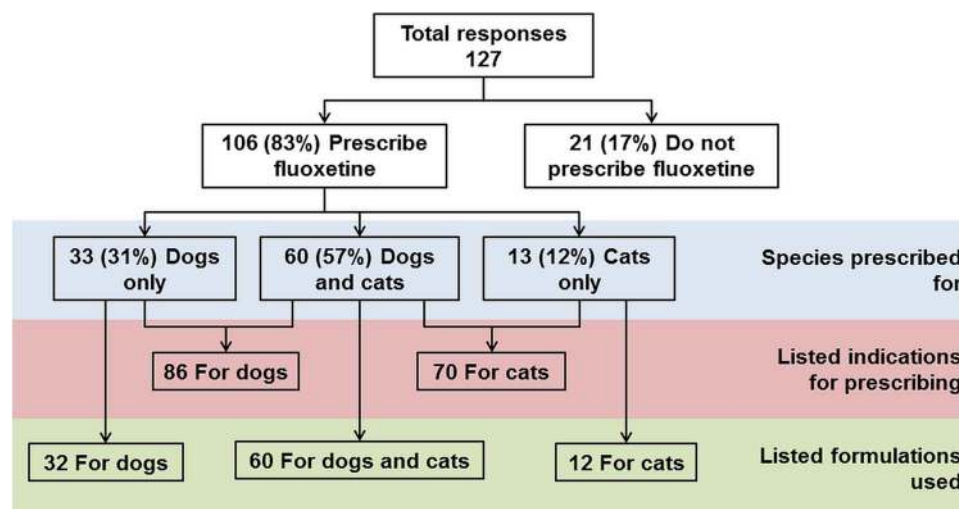 Total responses
127
106 (83%) Prescribe
fluoxetine
21 (17%) Do not
prescribe fluoxetine
33 (31%) Dogs
only
60 (57%) Dogs
and cats
13 (12%) Cats
only
Species prescribed
for
86 For dogs
70 For cats
Listed indications
for prescribing
32 For dogs
60 For dogs and cats
12 For cats
Listed formulations
used